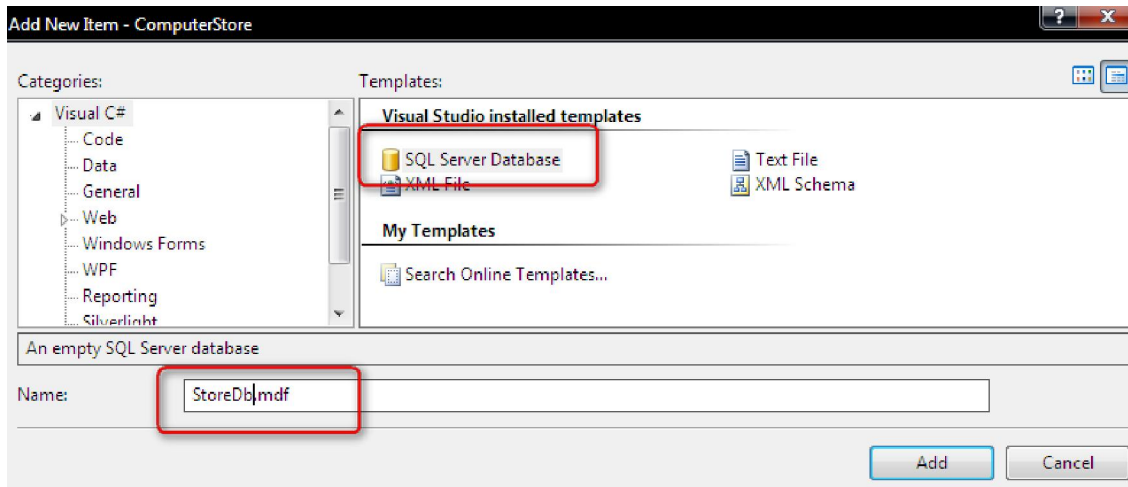 Add New Item - ComputerStore
Categories:
Templates:
Visual C#
Code
Data
General
Web
Windows Forms
WPF
Reporting
Silverlight
Visual Studio installed templates
SQL Server Database
Text File
XML File
XML Schema
My Templates
Search Online Templates...
An empty SQL Server database
Name:
StoreDb.mdf
Add
Cancel